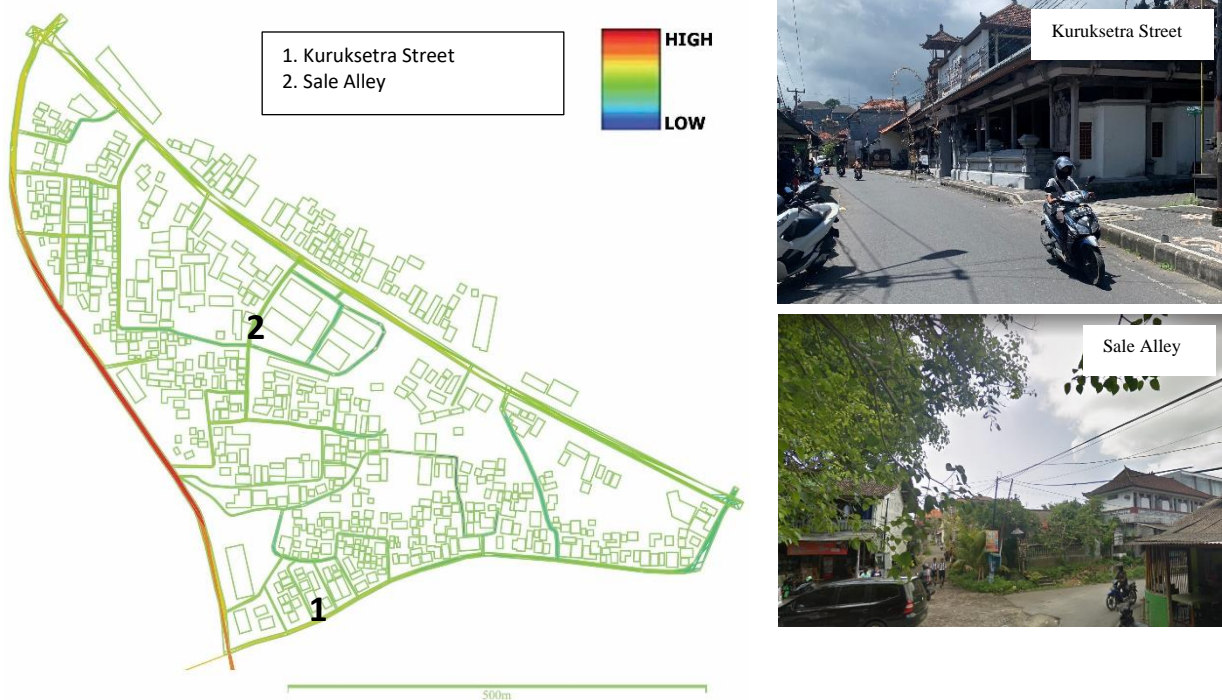 1. Kuruksetra Street
2. Sale Alley
HIGH
LOW
Kuruksetra Street
2
Sale Alley
1
500m